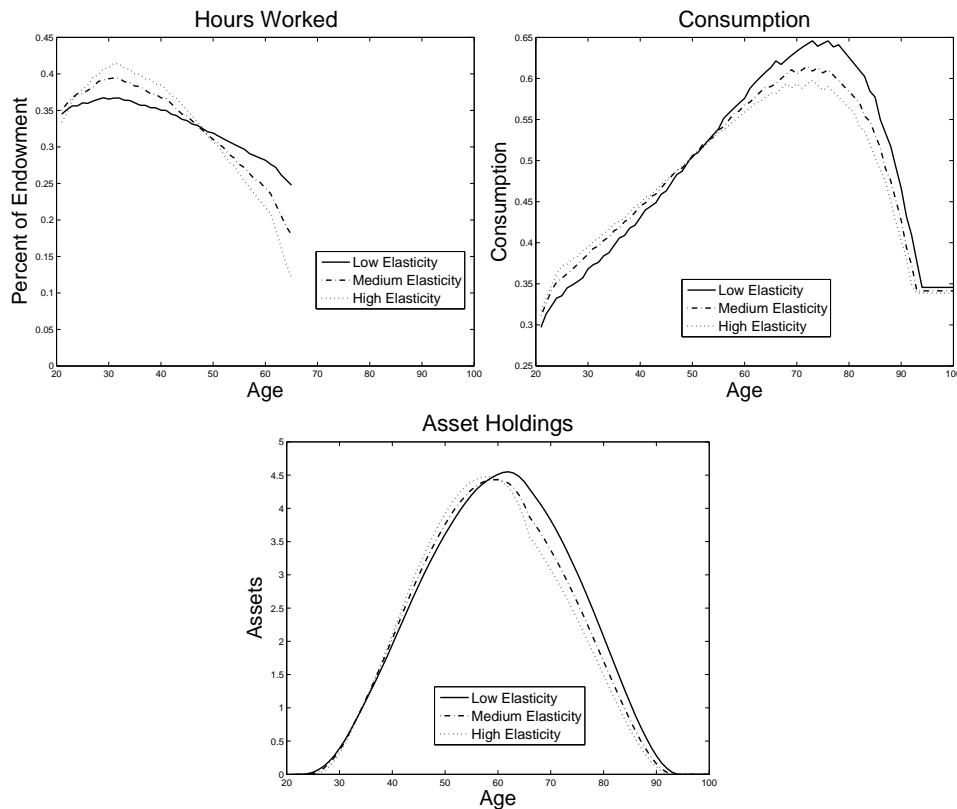 Hours Worked
Percent of Endowment
0.45
0.4
0.35
0.3
0.25
0.2
0.15
0.1
0.05
0
20 30 40 50 60 70 80 90 100
Age
Low Elasticity
Medium Elasticity
High Elasticity
Consumption
Consumption
0.65
0.6
0.55
0.5
0.45
0.4
0.35
0.3
0.25
20 30 40 50 60 70 80 90 100
Age
Low Elasticity
Medium Elasticity
High Elasticity
Asset Holdings
Assets
5
4.5
4
3.5
3
2.5
2
1.5
1
0.5
0
20 30 40 50 60 70 80 90 100
Age
Low Elasticity
Medium Elasticity
High Elasticity